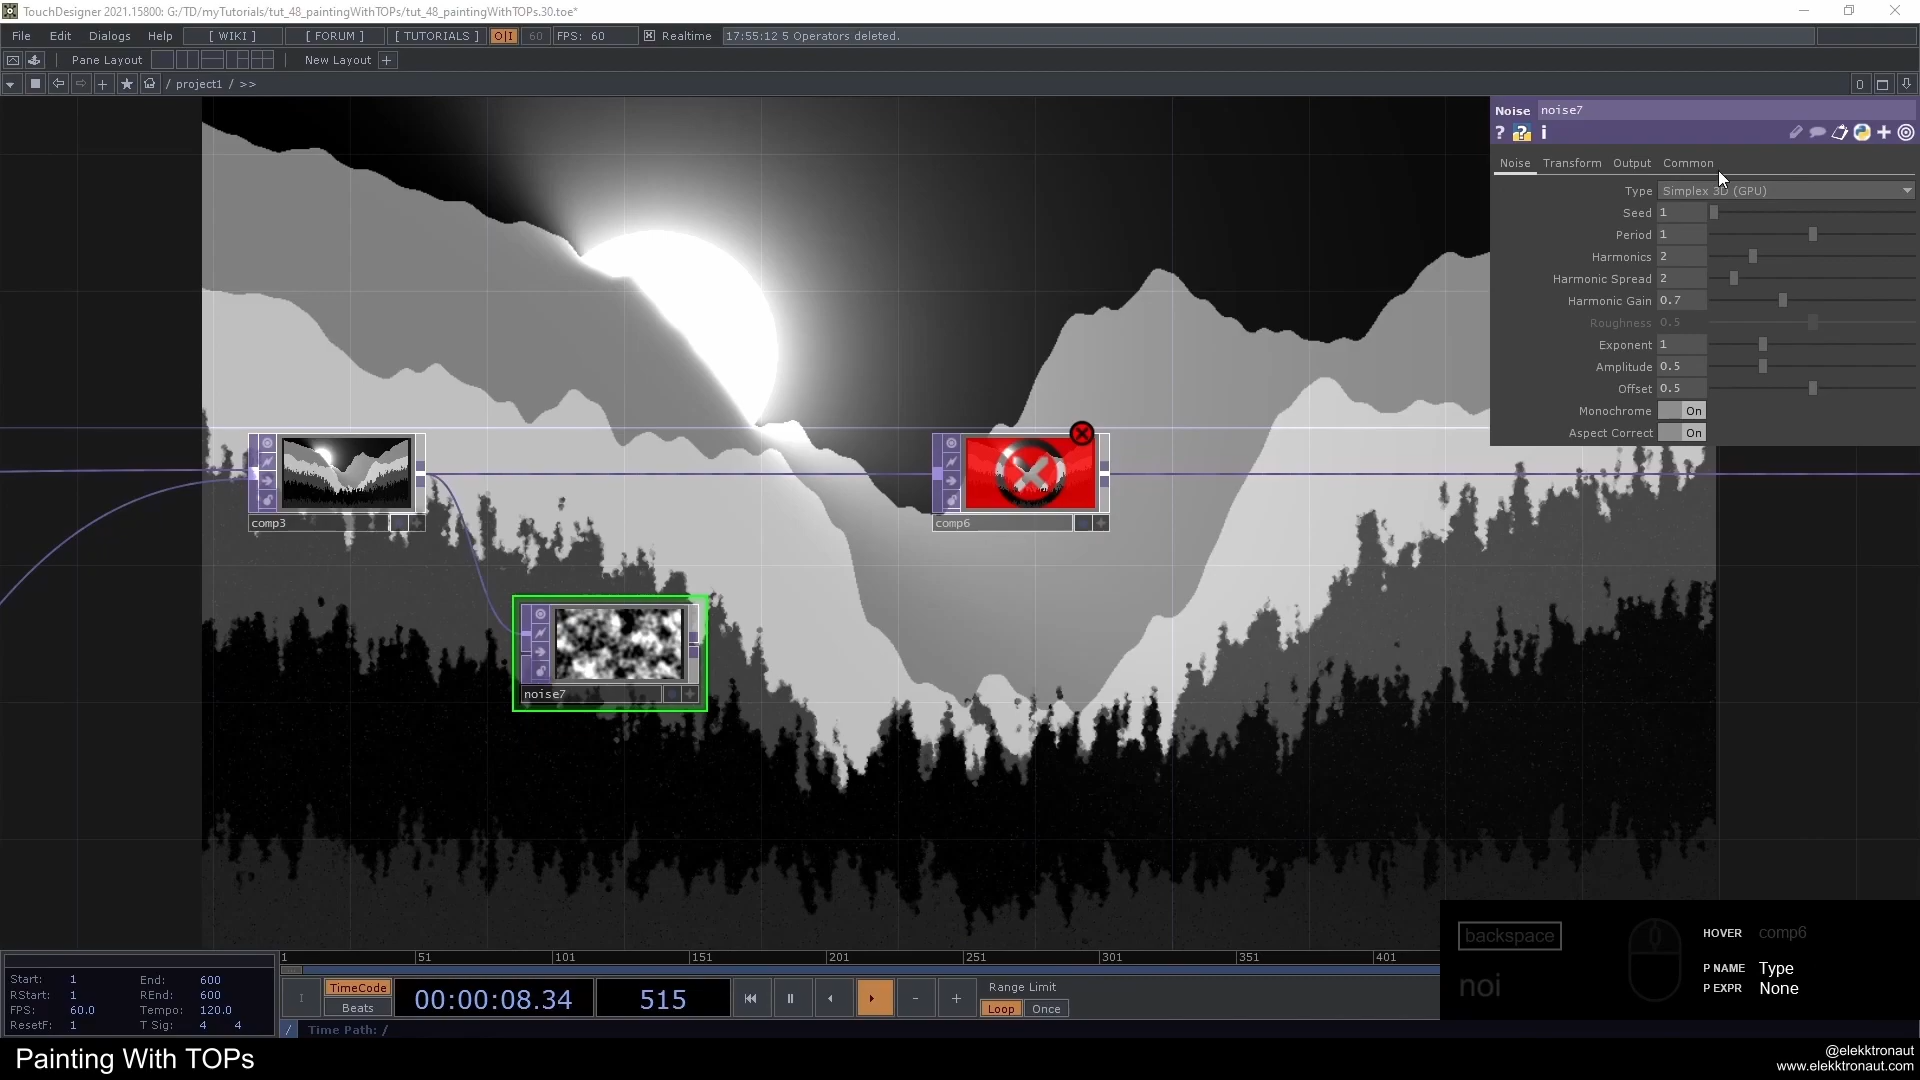 TouchDesigner 2021.15800: G:/TD/myTutorials/tut_48_paintingWithTOPs/tut_48_paintingWithTOPs.30.toe*
File Edit Dialogs Help [ WIKI ] [ FORUM ] [ TUTORIALS ] O|I 60 FPS: 60 Realtime 17:55:12 5 Operators deleted.
Pane Layout New Layout +
/ project1 / >> 0
Noise noise7
? ? i
Noise Transform Output Common
Type Simplex 3D (GPU)
Seed 1
Period 1
Harmonics 2
Harmonic Spread 2
Harmonic Gain 0.7
Roughness 0.5
Exponent 1
Amplitude 0.5
Offset 0.5
Monochrome On
Aspect Correct On
comp3
comp6
noise7
backspace
noi
HOVER comp6
P NAME Type
P EXPR None
1 51 101 151 201 251 301 351 401
Start: 1 End: 600
RStart: 1 REnd: 600
FPS: 60.0 Tempo: 120.0
ResetF: 1 T Sig: 4 4
TimeCode
Beats
00:00:08.34
515
- +
Range Limit
Loop Once
/ Time Path: /
Painting With TOPs
@elekktronaut
www.elekktronaut.com